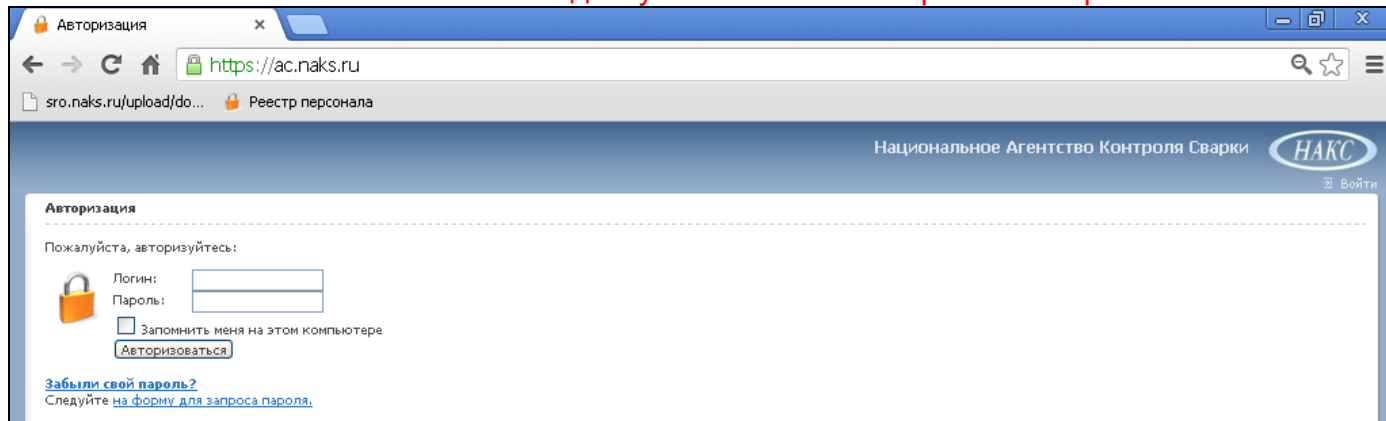 Авторизация
https://ac.naks.ru
sro.naks.ru/upload/do... Реестр персонала
Национальное Агентство Контроля Сварки НАКС
Войти
Авторизация
Пожалуйста, авторизуйтесь:
Логин:
Пароль:
Запомнить меня на этом компьютере
Авторизоваться
Забыли свой пароль?
Следуйте на форму для запроса пароля.